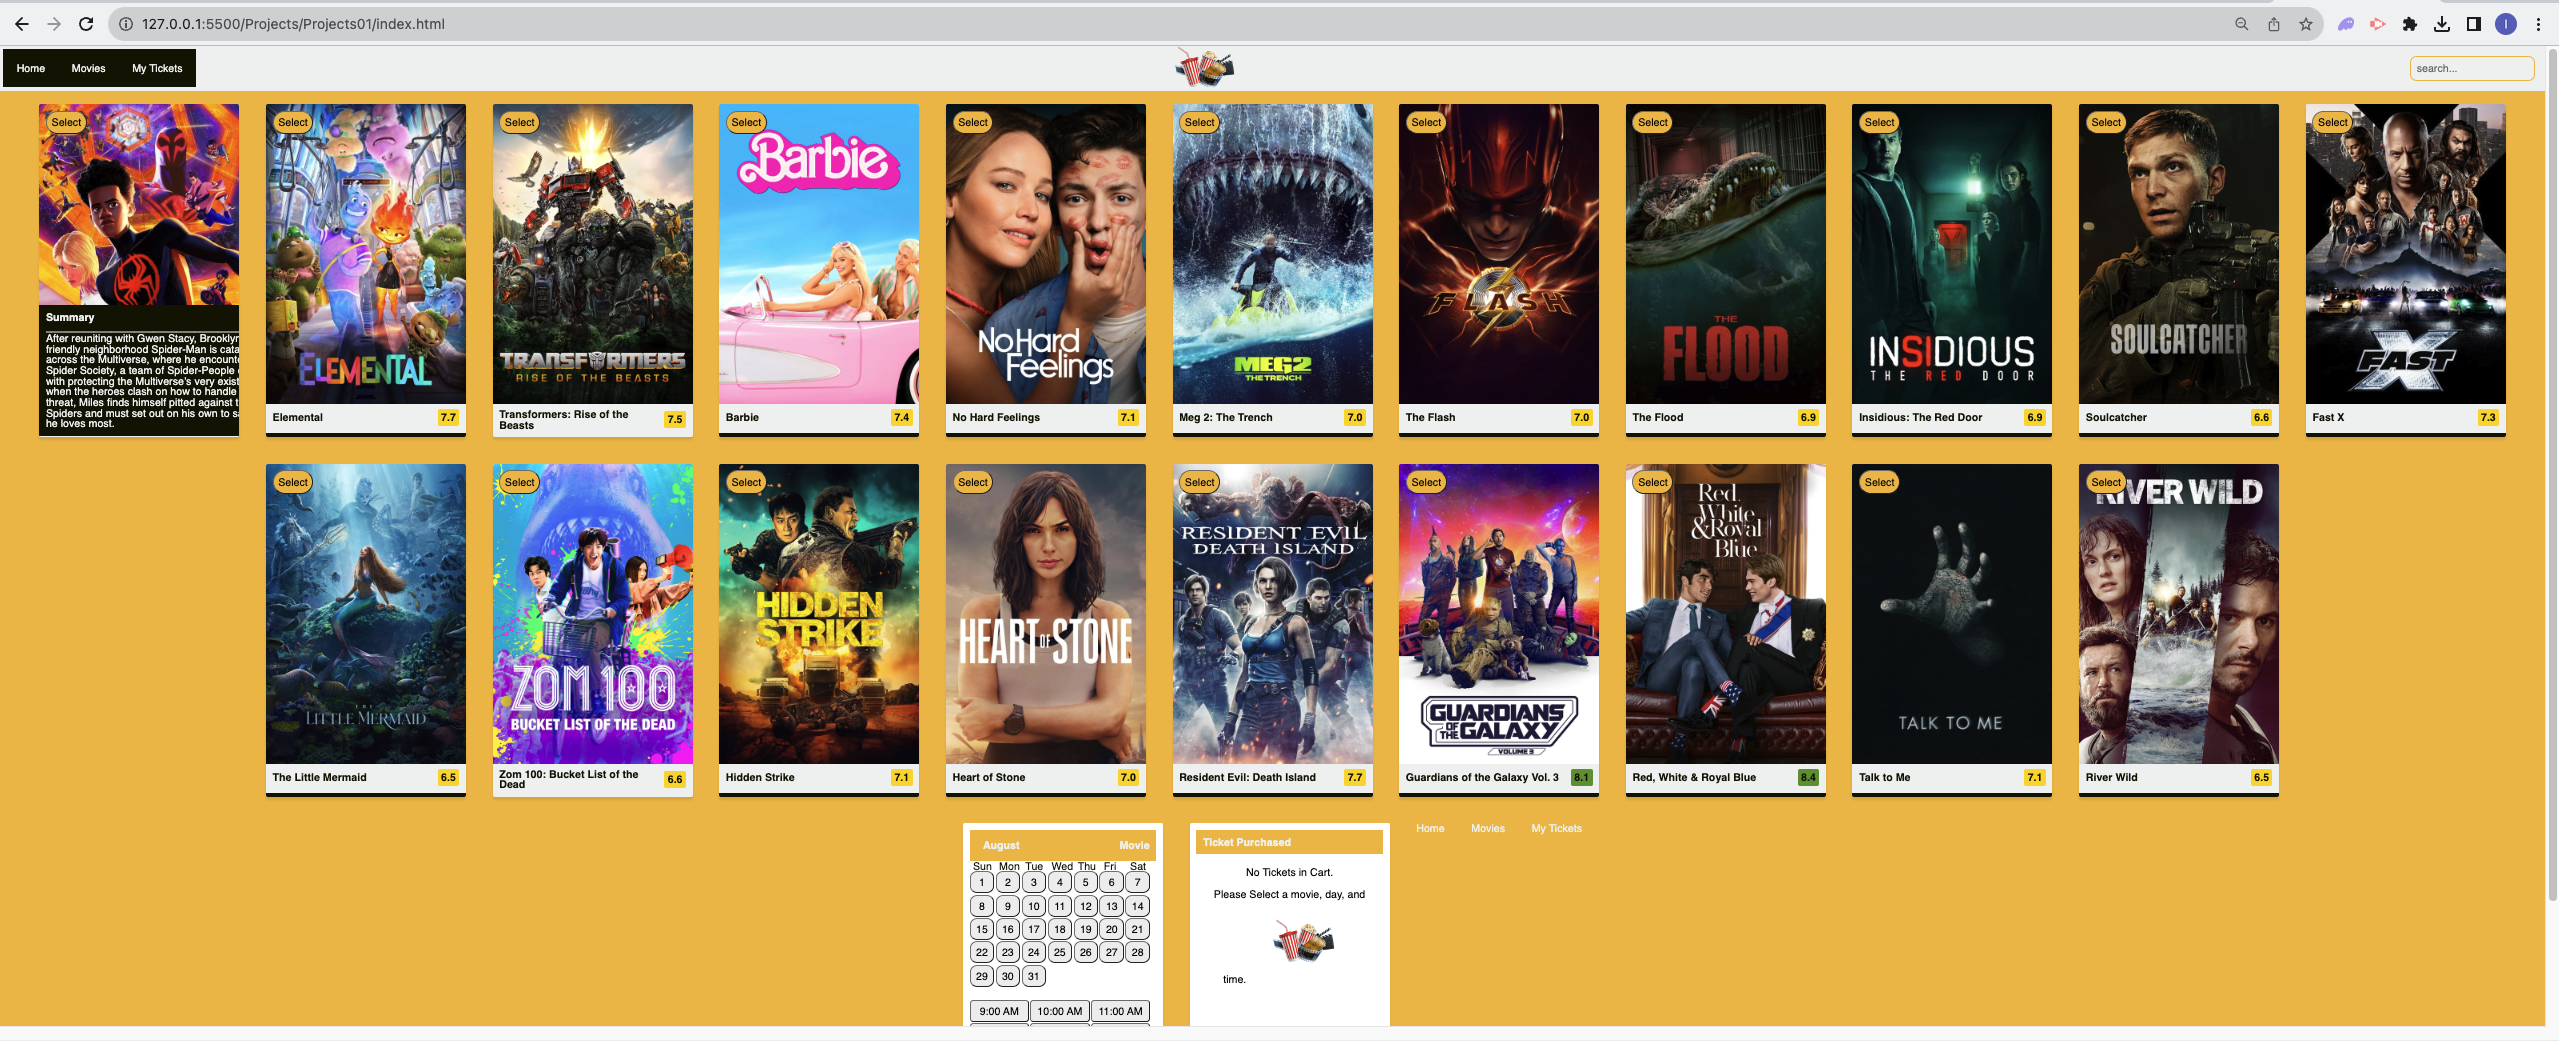 127.0.0.1:5500/Projects/Projects01/index.html
I
Home Movies My Tickets
search...
Select Select Select Select Select Select Select Select Select Select Select
Barbie
No Hard
Feelings
FLASH
THE
FLOOD
INSIDIOUS
THE RED DOOR
SOULCATCHER
FAST X
ELEMENTAL
TRANSFORMERS
RISE OF THE BEASTS
MEG2
THE TRENCH
Summary
After reuniting with Gwen Stacy, Brooklyn
friendly neighborhood Spider-Man is cata
across the Multiverse, where he encount
Spider Society, a team of Spider-People
with protecting the Multiverse's very exist
when the heroes clash on how to handle
threat, Miles finds himself pitted against t
Spiders and must set out on his own to sa
he loves most.
Elemental 7.7
Transformers: Rise of the
Beasts 7.5
Barbie 7.4
No Hard Feelings 7.1
Meg 2: The Trench 7.0
The Flash 7.0
The Flood 6.9
Insidious: The Red Door 6.9
Soulcatcher 6.6
Fast X 7.3
Select Select Select Select Select Select Select Select Select
THE
LITTLE MERMAID
ZOM 100
BUCKET LIST OF THE DEAD
HIDDEN
STRIKE
HEART OF STONE
RESIDENT EVIL
DEATH ISLAND
GUARDIANS
OF THE GALAXY
VOLUME 3
Red,
White
& Royal
Blue
TALK TO ME
RIVER WILD
The Little Mermaid 6.5
Zom 100: Bucket List of the
Dead 6.6
Hidden Strike 7.1
Heart of Stone 7.0
Resident Evil: Death Island 7.7
Guardians of the Galaxy Vol. 3 8.1
Red, White & Royal Blue 8.4
Talk to Me 7.1
River Wild 6.5
August Movie
Sun Mon Tue Wed Thu Fri Sat
1 2 3 4 5 6 7
8 9 10 11 12 13 14
15 16 17 18 19 20 21
22 23 24 25 26 27 28
29 30 31
9:00 AM 10:00 AM 11:00 AM
Ticket Purchased
No Tickets in Cart.
Please Select a movie, day, and
time.
Home Movies My Tickets